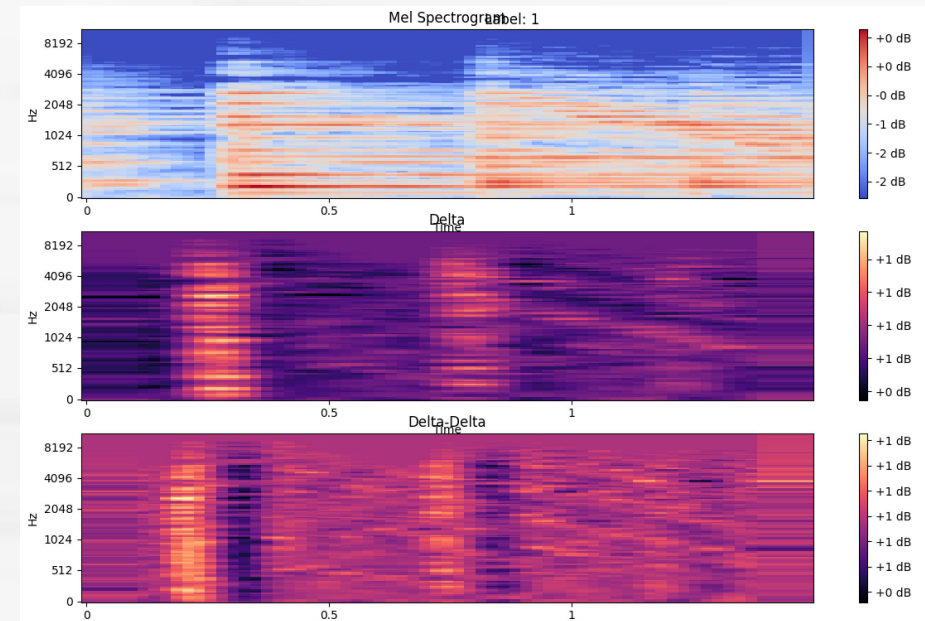 Mel Spectrogram Label: 1
8192
4096
2048
1024
512
0
Hz
0
0.5
1
Time
+0 dB
+0 dB
-0 dB
-1 dB
-2 dB
-2 dB
Delta
8192
4096
2048
1024
512
0
Hz
0
0.5
1
Time
+1 dB
+1 dB
+1 dB
+1 dB
+0 dB
Delta-Delta
8192
4096
2048
1024
512
0
Hz
0
0.5
1
+1 dB
+1 dB
+1 dB
+1 dB
+1 dB
+1 dB
+0 dB